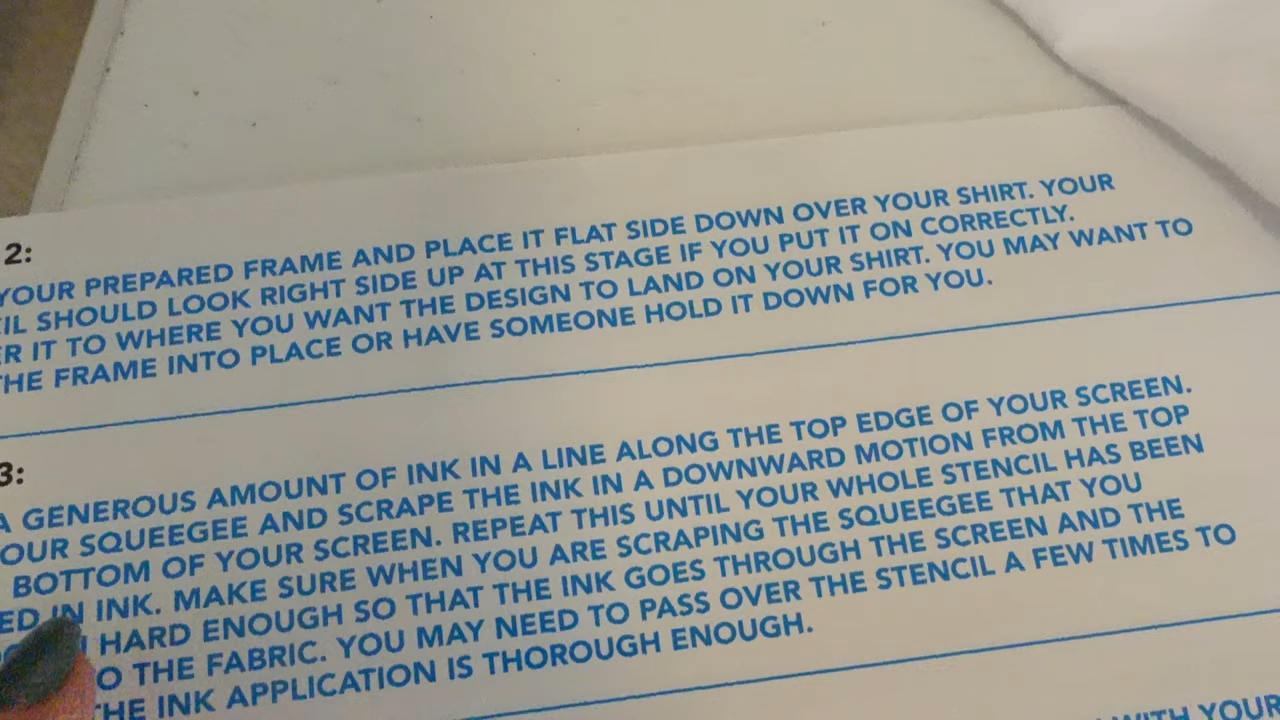 2:
YOUR PREPARED FRAME AND PLACE IT FLAT SIDE DOWN OVER YOUR SHIRT. YOUR
CIL SHOULD LOOK RIGHT SIDE UP AT THIS STAGE IF YOU PUT IT ON CORRECTLY.
ER IT TO WHERE YOU WANT THE DESIGN TO LAND ON YOUR SHIRT. YOU MAY WANT TO
THE FRAME INTO PLACE OR HAVE SOMEONE HOLD IT DOWN FOR YOU.
3:
A GENEROUS AMOUNT OF INK IN A LINE ALONG THE TOP EDGE OF YOUR SCREEN.
OUR SQUEEGEE AND SCRAPE THE INK IN A DOWNWARD MOTION FROM THE TOP
BOTTOM OF YOUR SCREEN. REPEAT THIS UNTIL YOUR WHOLE STENCIL HAS BEEN
ED IN INK. MAKE SURE WHEN YOU ARE SCRAPING THE SQUEEGEE THAT YOU
HARD ENOUGH SO THAT THE INK GOES THROUGH THE SCREEN AND THE
O THE FABRIC. YOU MAY NEED TO PASS OVER THE STENCIL A FEW TIMES TO
HE INK APPLICATION IS THOROUGH ENOUGH.
WITH YOUR